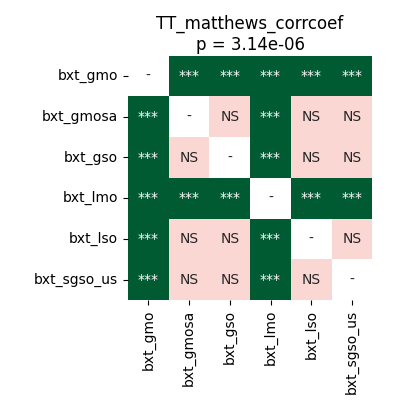 TT_matthews_corrcoef
p = 3.14e-06
bxt_gmo - *** *** *** *** ***
bxt_gmosa *** - NS *** NS NS
bxt_gso *** NS - *** NS NS
bxt_lmo *** *** *** - *** ***
bxt_lso *** NS NS *** - NS
bxt_sgso_us *** NS NS *** NS -
bxt_gmo
bxt_gmosa
bxt_gso
bxt_lmo
bxt_lso
bxt_sgso_us